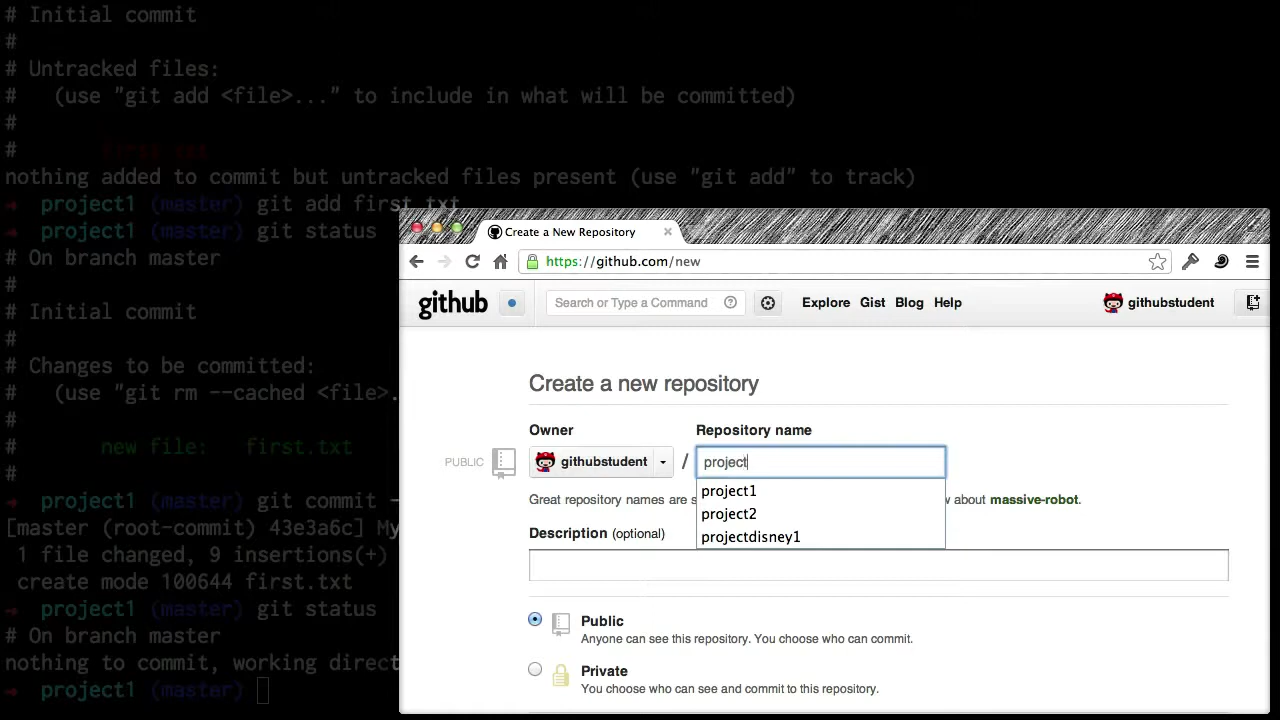 # Initial commit
#
# Untracked files:
#   (use "git add <file>..." to include in what will be committed)
#
#       first.txt
nothing added to commit but untracked files present (use "git add" to track)
→  project1 (master) git add first.txt
→  project1 (master) git status
# On branch master
#
# Initial commit
#
# Changes to be committed:
#   (use "git rm --cached <file>.
#
#       new file:   first.txt
#
→  project1 (master) git commit -
[master (root-commit) 43e3a6c] My
 1 file changed, 9 insertions(+)
 create mode 100644 first.txt
→  project1 (master) git status
# On branch master
nothing to commit, working direct
→  project1 (master)
Create a New Repository
https://github.com/new
github Search or Type a Command Explore Gist Blog Help githubstudent
Create a new repository
Owner Repository name
PUBLIC githubstudent / project
project1
project2
projectdisney1
Great repository names are s w about massive-robot.
Description (optional)
Public
Anyone can see this repository. You choose who can commit.
Private
You choose who can see and commit to this repository.